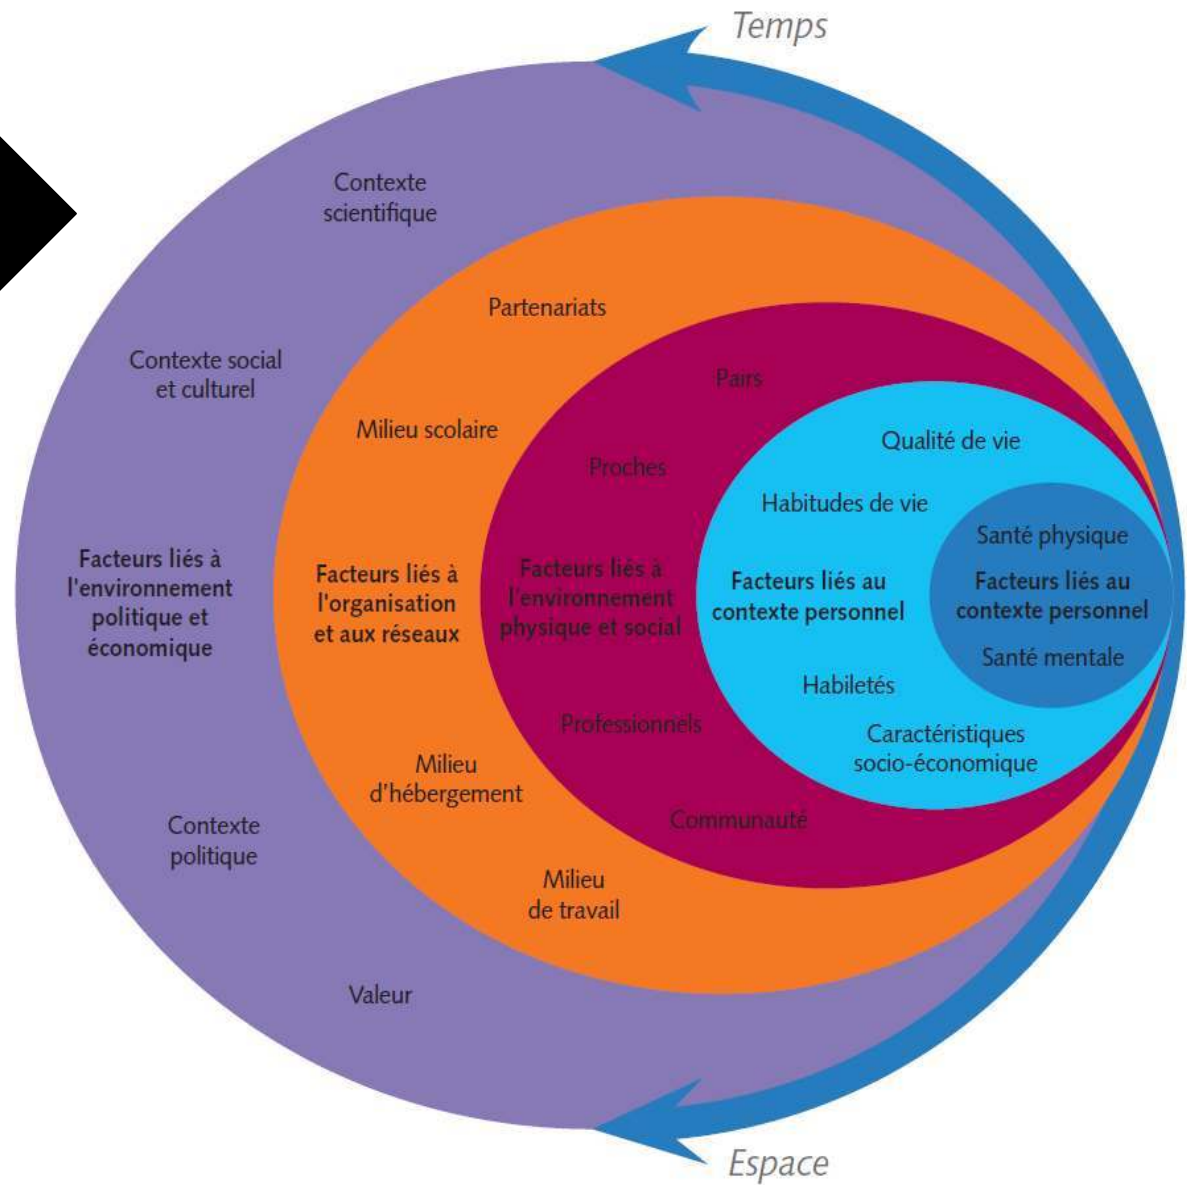 Temps
Contexte
scientifique
Partenariats
Contexte social
et culturel
Pairs
Milieu scolaire
Qualité de vie
Proches
Habitudes de vie
Santé physique
Facteurs liés à
l'environnement
politique et
économique
Facteurs liés à
l'organisation
et aux réseaux
Facteurs liés à
l'environnement
physique et social
Facteurs liés au
contexte personnel
Facteurs liés au
contexte personnel
Santé mentale
Habiletés
Professionnels
Caractéristiques
socio-économique
Milieu
d'hébergement
Communauté
Contexte
politique
Milieu
de travail
Valeur
Espace